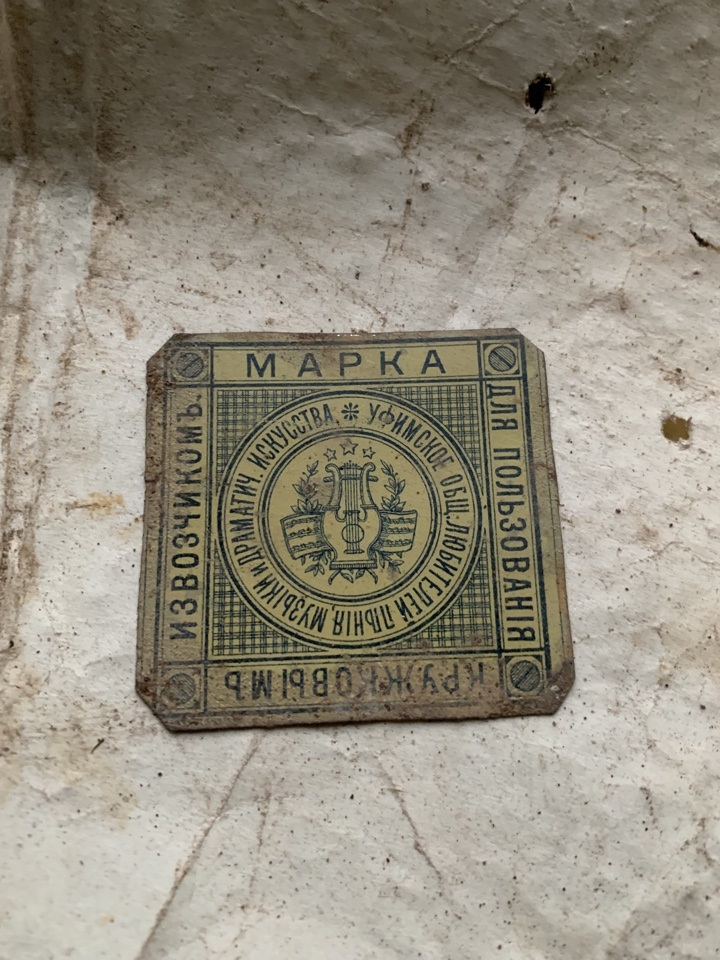 МАРКА
ДЛЯ ПОЛЬЗОВАНІЯ
КРУЖКОВЫМЪ
ИЗВОЗЧИКОМЪ.
УФИМСКОЕ ОБЩ. ЛЮБИТЕЛЕЙ ПѢНІЯ, МУЗЫКИ И ДРАМАТИЧ. ИСКУССТВА.